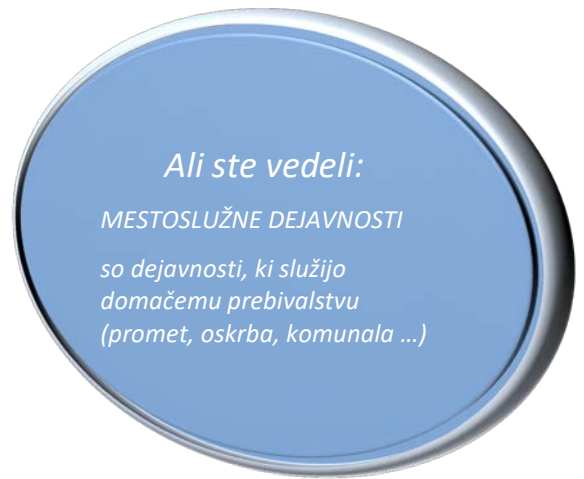 Ali ste vedeli:
MESTOSLUŽNE DEJAVNOSTI
so dejavnosti, ki služijo
domačemu prebivalstvu
(promet, oskrba, komunala …)